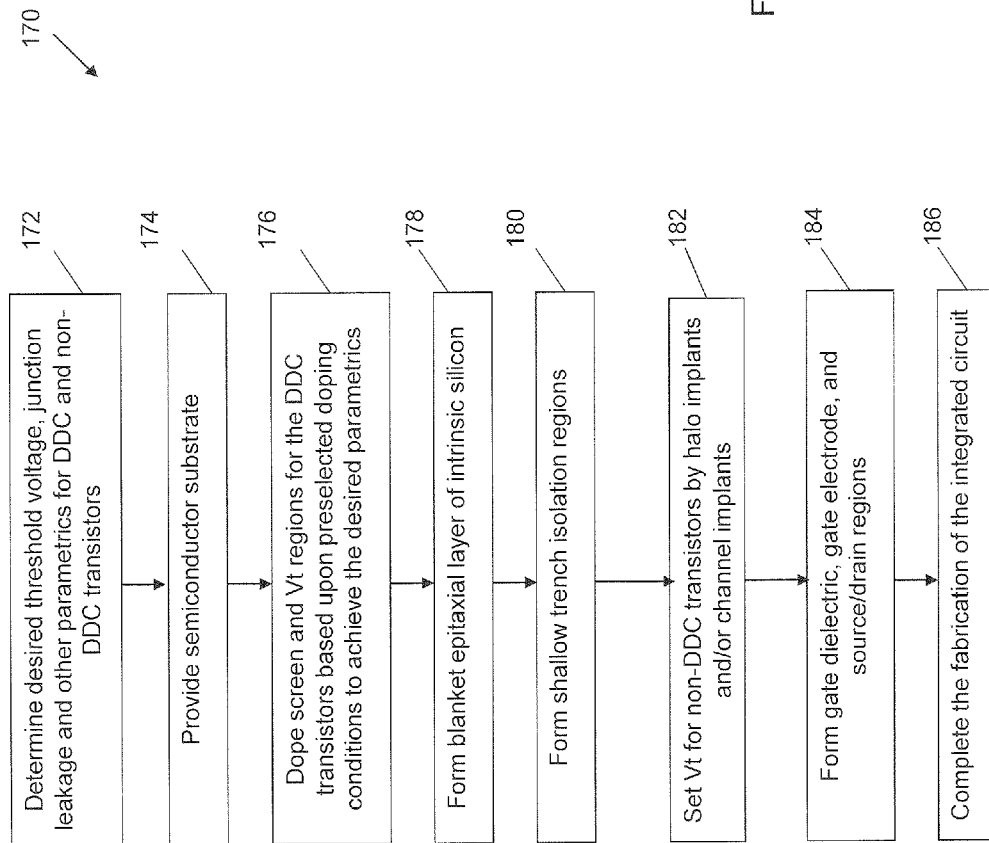 170
172
Determine desired threshold voltage, junction
leakage and other parametrics for DDC and non-
DDC transistors
174
Provide semiconductor substrate
176
Dope screen and Vt regions for the DDC
transistors based upon preselected doping
conditions to achieve the desired parametrics
178
Form blanket epitaxial layer of intrinsic silicon
180
Form shallow trench isolation regions
182
Set Vt for non-DDC transistors by halo implants
and/or channel implants
184
Form gate dielectric, gate electrode, and
source/drain regions
186
Complete the fabrication of the integrated circuit